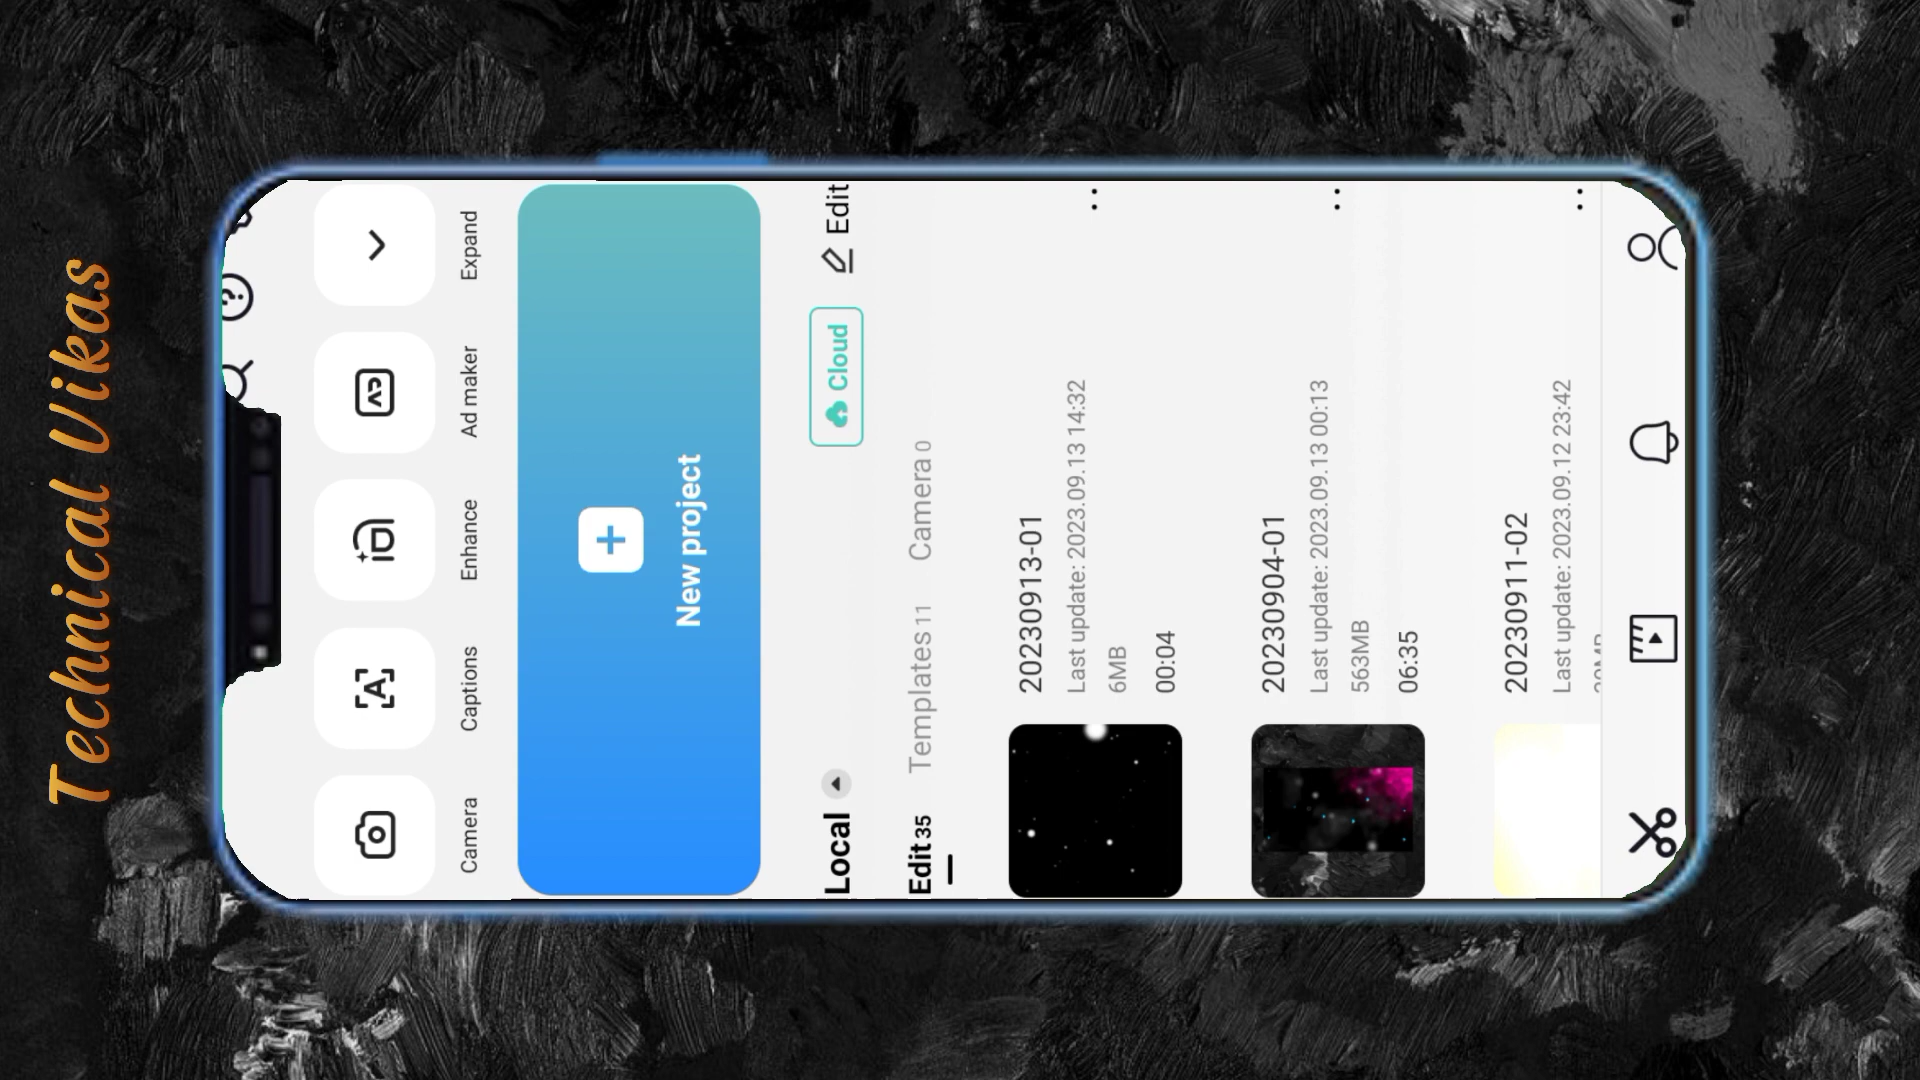 Technical Vikas
Camera
Captions
Enhance
Ad maker
Expand
New project
Local
Cloud
Edit
Edit 35
Templates 11
Camera 0
20230913-01
Last update: 2023.09.13 14:32
6MB
00:04
20230904-01
Last update: 2023.09.13 00:13
563MB
06:35
20230911-02
Last update: 2023.09.12 23:42